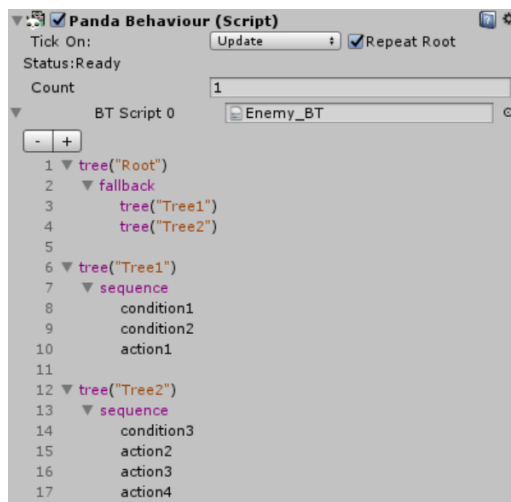 Panda Behaviour (Script)
Tick On: Update Repeat Root
Status:Ready
Count 1
BT Script 0 Enemy_BT
- +
1 tree("Root")
2 fallback
3 tree("Tree1")
4 tree("Tree2")
5
6 tree("Tree1")
7 sequence
8 condition1
9 condition2
10 action1
11
12 tree("Tree2")
13 sequence
14 condition3
15 action2
16 action3
17 action4